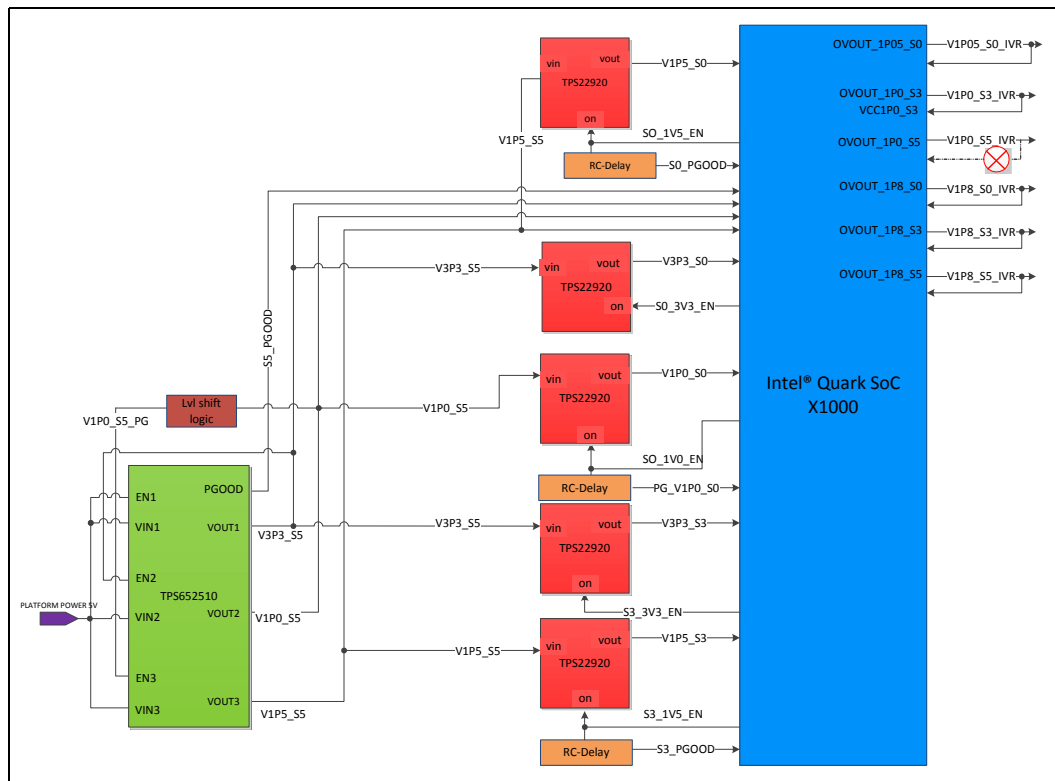 vin
vout
TPS22920
on
V1P5_S0
V1P5_S5
SO_1V5_EN
RC-Delay
S0_PGOOD
OVOUT_1P05_S0
V1P05_S0_IVR
OVOUT_1P0_S3
V1P0_S3_IVR
VCC1P0_S3
OVOUT_1P0_S5
V1P0_S5_IVR
OVOUT_1P8_S0
V1P8_S0_IVR
OVOUT_1P8_S3
V1P8_S3_IVR
OVOUT_1P8_S5
V1P8_S5_IVR
V3P3_S5
vin
vout
TPS22920
on
V3P3_S0
S0_3V3_EN
S5_PGOOD
Intel® Quark SoC
X1000
Lvl shift
logic
V1P0_S5_PG
V1P0_S5
vin
vout
TPS22920
on
V1P0_S0
SO_1V0_EN
RC-Delay
PG_V1P0_S0
EN1
VIN1
EN2
TPS652510
VIN2
EN3
VIN3
PGOOD
VOUT1
VOUT2
VOUT3
PLATFORM POWER 5V
V3P3_S5
V1P0_S5
V1P5_S5
V3P3_S5
vin
vout
TPS22920
on
V3P3_S3
S3_3V3_EN
V1P5_S5
vin
vout
TPS22920
on
V1P5_S3
S3_1V5_EN
RC-Delay
S3_PGOOD